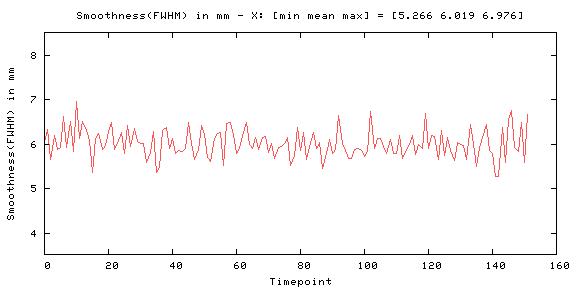 Smoothness(FWHM) in mm - X: [min mean max] = [5.266 6.019 6.976]
Smoothness(FWHM) in mm
8
7
6
5
4
0 20 40 60 80 100 120 140 160
Timepoint